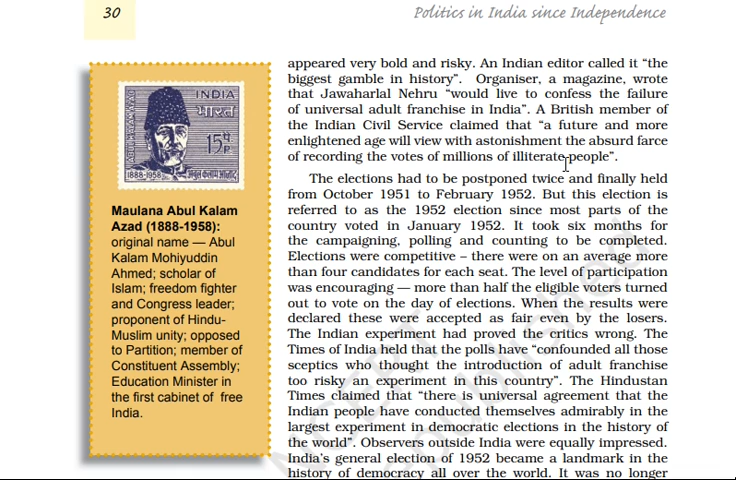 30
Politics in India since Independence
INDIA
भारत
15 पै.
P
ABUL KALAM AZAD
1888-1958
अबुल कलाम आज़ाद
Maulana Abul Kalam
Azad (1888-1958):
original name — Abul
Kalam Mohiyuddin
Ahmed; scholar of
Islam; freedom fighter
and Congress leader;
proponent of Hindu-
Muslim unity; opposed
to Partition; member of
Constituent Assembly;
Education Minister in
the first cabinet of free
India.
appeared very bold and risky. An Indian editor called it “the
biggest gamble in history”. Organiser, a magazine, wrote
that Jawaharlal Nehru “would live to confess the failure
of universal adult franchise in India”. A British member of
the Indian Civil Service claimed that “a future and more
enlightened age will view with astonishment the absurd farce
of recording the votes of millions of illiterate people”.
The elections had to be postponed twice and finally held
from October 1951 to February 1952. But this election is
referred to as the 1952 election since most parts of the
country voted in January 1952. It took six months for
the campaigning, polling and counting to be completed.
Elections were competitive – there were on an average more
than four candidates for each seat. The level of participation
was encouraging — more than half the eligible voters turned
out to vote on the day of elections. When the results were
declared these were accepted as fair even by the losers.
The Indian experiment had proved the critics wrong. The
Times of India held that the polls have “confounded all those
sceptics who thought the introduction of adult franchise
too risky an experiment in this country”. The Hindustan
Times claimed that “there is universal agreement that the
Indian people have conducted themselves admirably in the
largest experiment in democratic elections in the history of
the world”. Observers outside India were equally impressed.
India’s general election of 1952 became a landmark in the
history of democracy all over the world. It was no longer